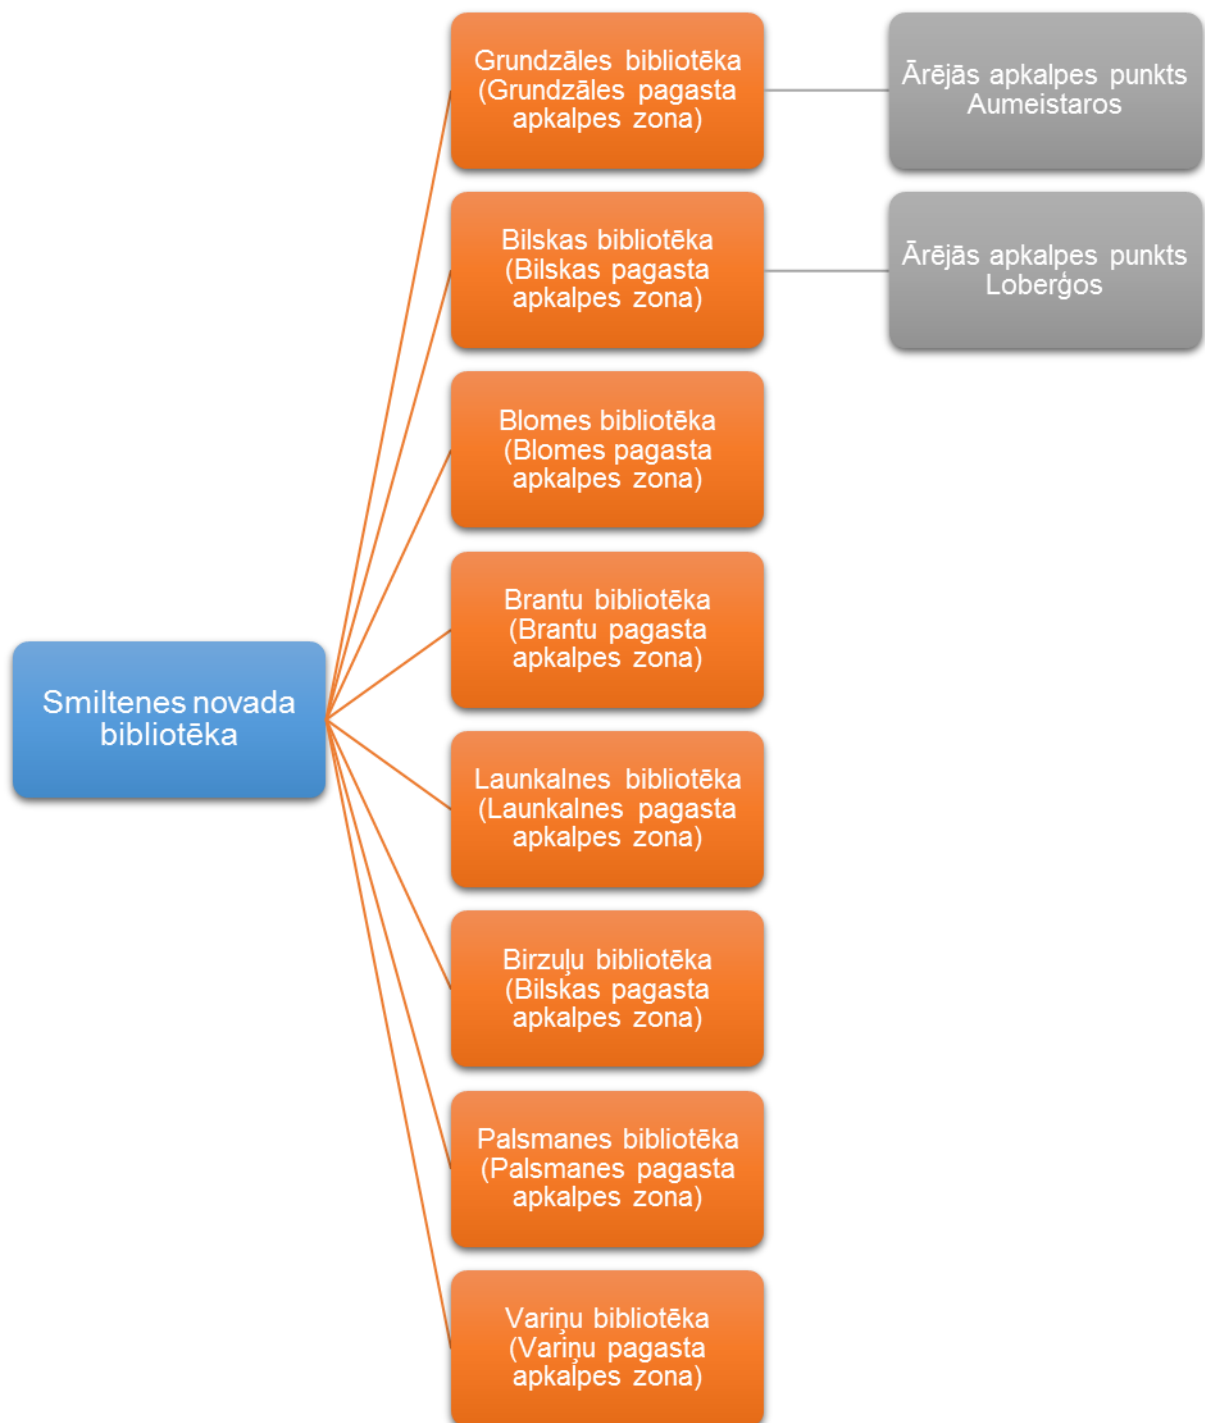 Smiltenes novada
bibliotēka
Grundzāles bibliotēka
(Grundzāles pagasta
apkalpes zona)
Ārējās apkalpes punkts
Aumeistaros
Bilskas bibliotēka
(Bilskas pagasta
apkalpes zona)
Ārējās apkalpes punkts
Loberģos
Blomes bibliotēka
(Blomes pagasta
apkalpes zona)
Brantu bibliotēka
(Brantu pagasta
apkalpes zona)
Launkalnes bibliotēka
(Launkalnes pagasta
apkalpes zona)
Birzuļu bibliotēka
(Bilskas pagasta
apkalpes zona)
Palsmanes bibliotēka
(Palsmanes pagasta
apkalpes zona)
Variņu bibliotēka
(Variņu pagasta
apkalpes zona)